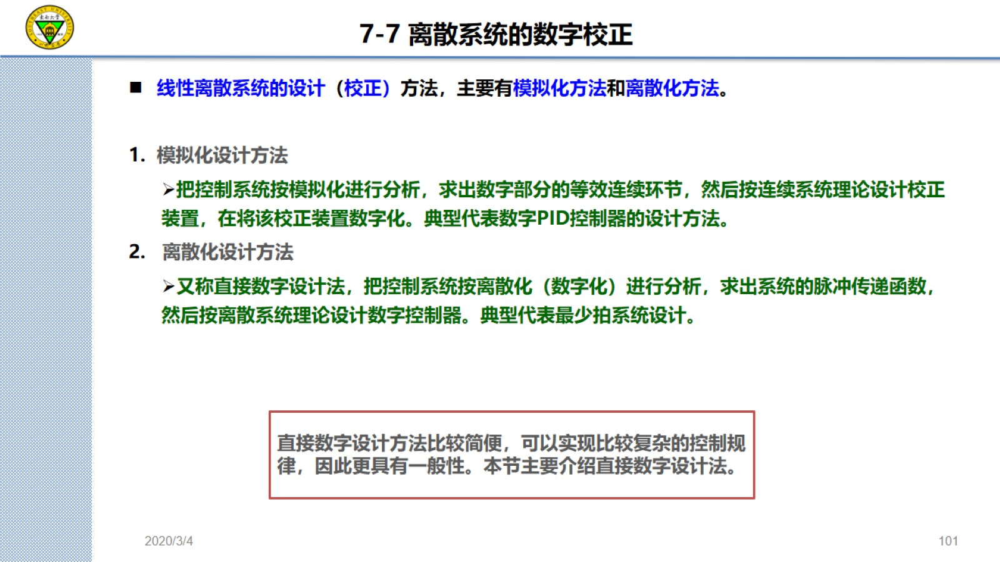 SOUTHEAST UNIVERSITY
7-7 离散系统的数字校正
■ 线性离散系统的设计（校正）方法，主要有模拟化方法和离散化方法。
1. 模拟化设计方法
➢把控制系统按模拟化进行分析，求出数字部分的等效连续环节，然后按连续系统理论设计校正
装置，在将该校正装置数字化。典型代表数字PID控制器的设计方法。
2. 离散化设计方法
➢又称直接数字设计法，把控制系统按离散化（数字化）进行分析，求出系统的脉冲传递函数，
然后按离散系统理论设计数字控制器。典型代表最少拍系统设计。
直接数字设计方法比较简便，可以实现比较复杂的控制规
律，因此更具有一般性。本节主要介绍直接数字设计法。
2020/3/4
101